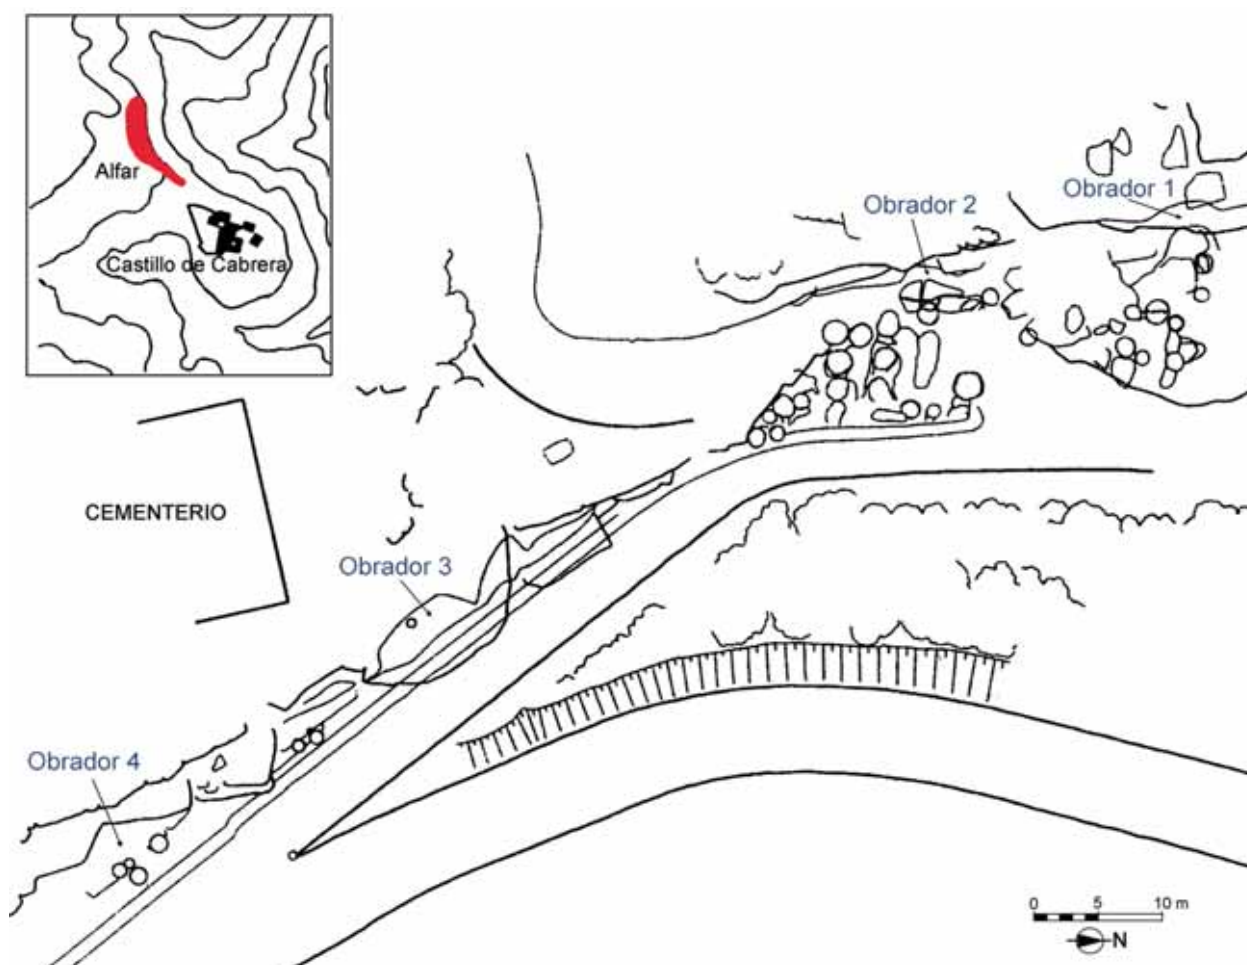 Alfar
Castillo de Cabrera
Obrador 1
Obrador 2
CEMENTERIO
Obrador 3
Obrador 4
0 5 10 m
N